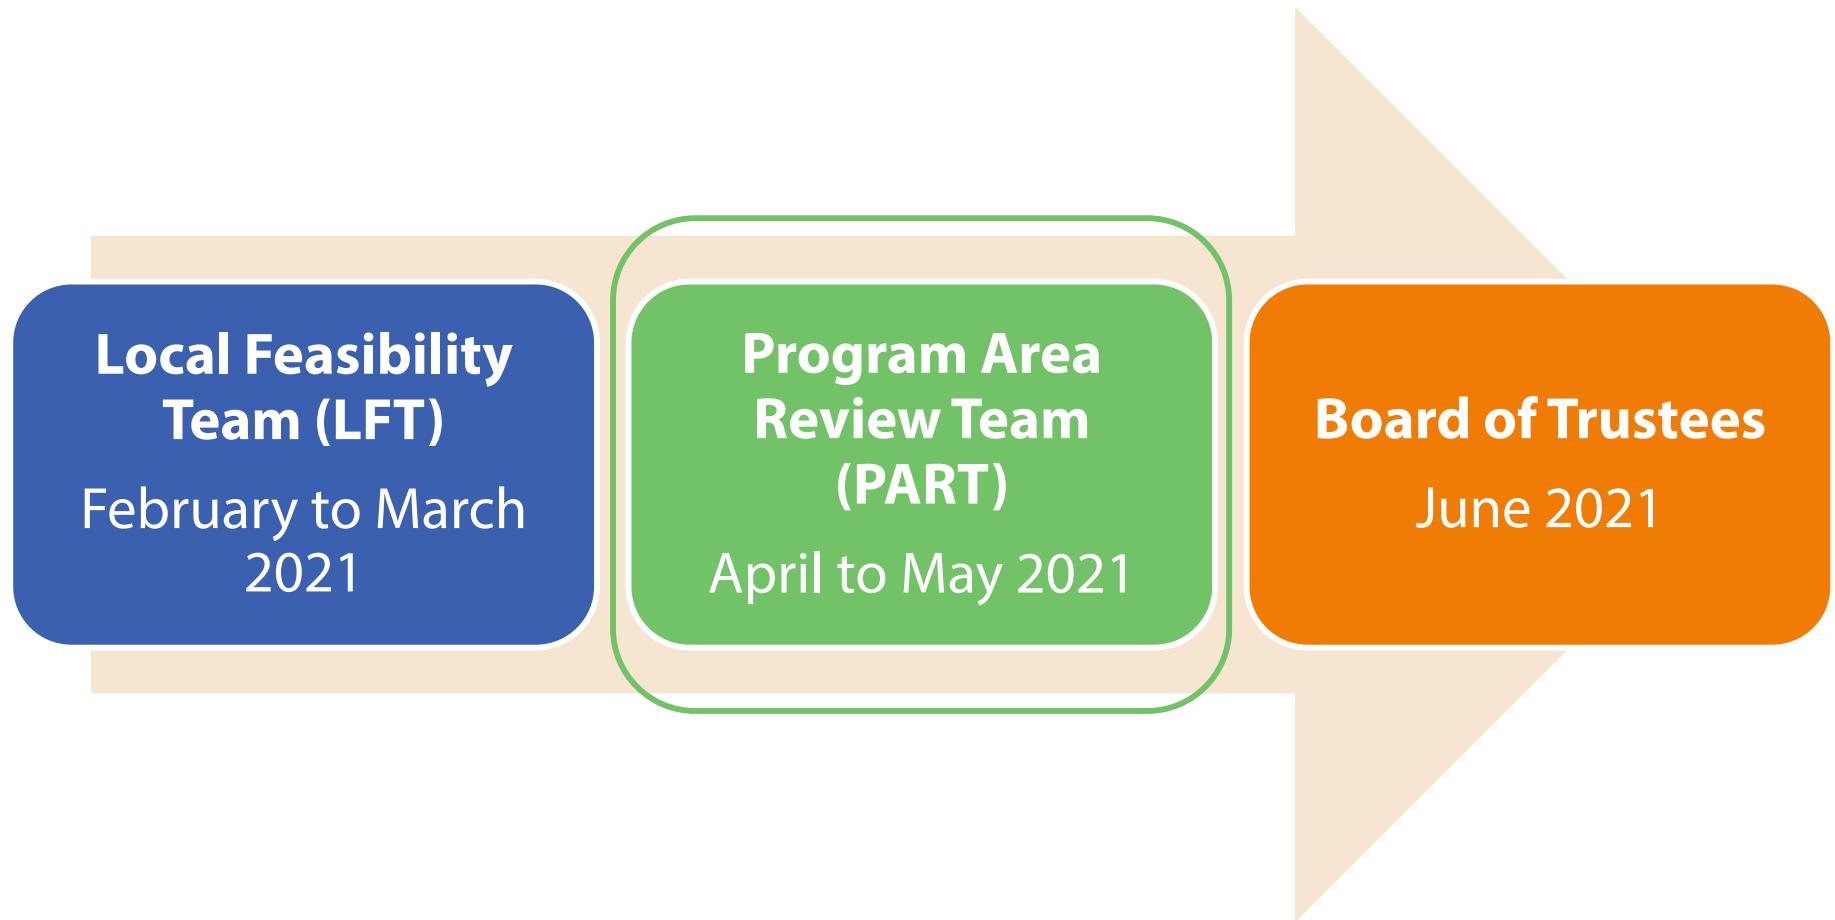 Local Feasibility
Team (LFT)
February to March
2021
Program Area
Review Team
(PART)
April to May 2021
Board of Trustees
June 2021